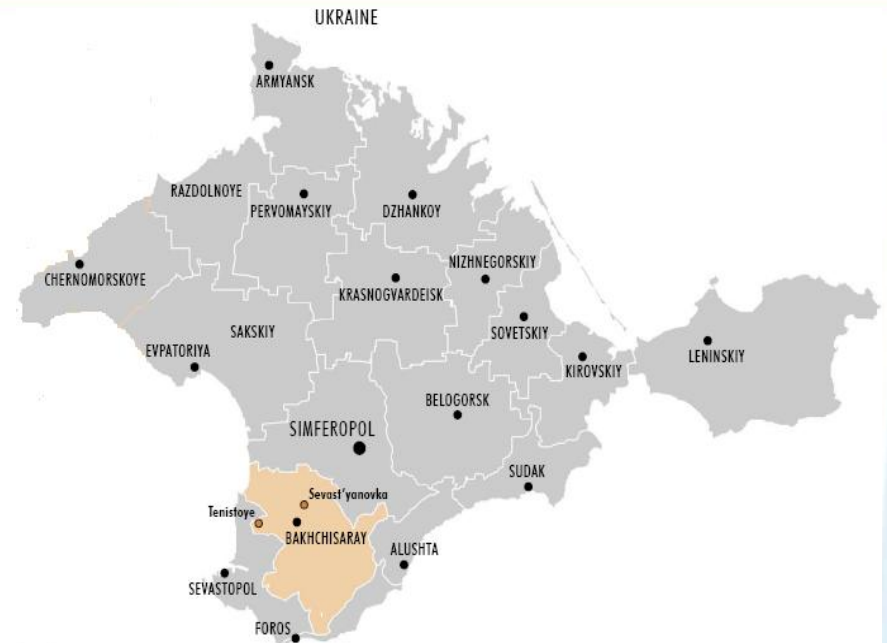 UKRAINE
ARMYANSK
RAZDOLNOYE
PERVOMAYSKIY
DZHANKOY
CHERNOMORSKOYE
NIZHNEGORSKIY
KRASNOGVARDEISK
SAKSKIY
SOVETSKIY
EVPATORIYA
LENINSKIY
KIROVSKIY
BELOGORSK
SIMFEROPOL
SUDAK
Sevast'yanovka
Tenistoye
BAKHCHISARAY
ALUSHTA
SEVASTOPOL
FOROS